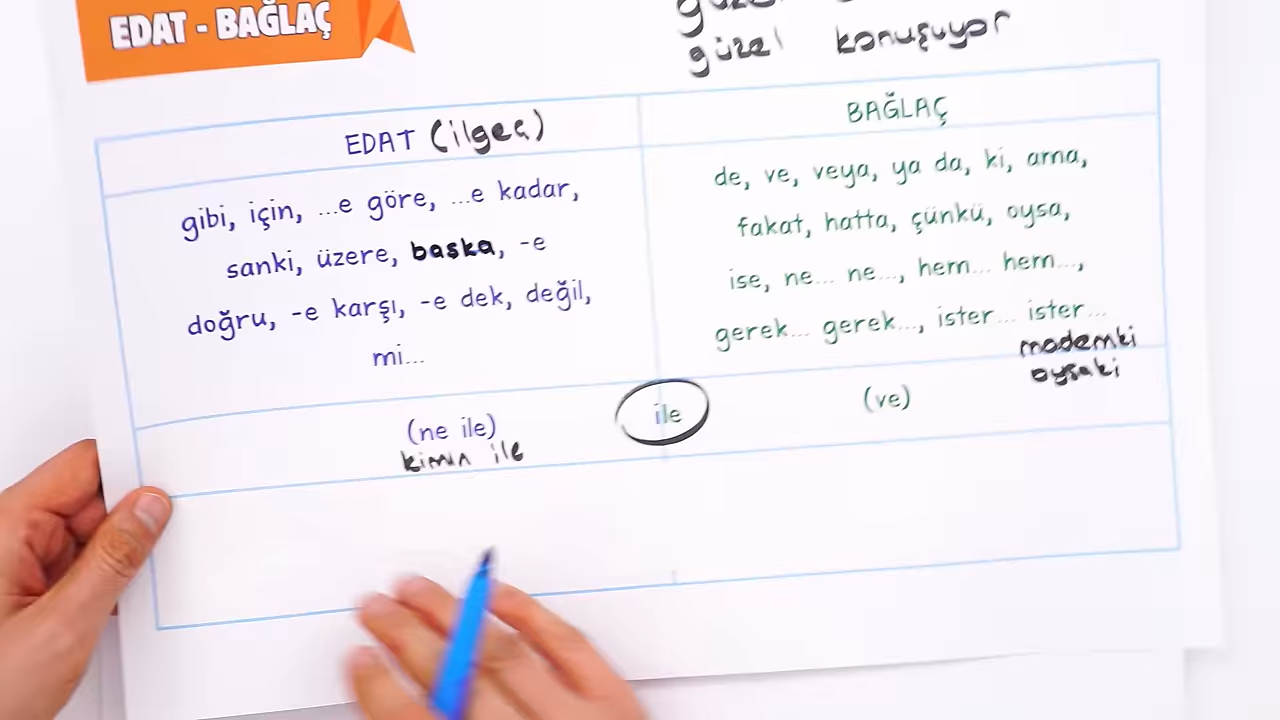 EDAT - BAĞLAÇ
güzel konuşuyor
EDAT (ilgeç)
gibi, için, ...e göre, ...e kadar,
sanki, üzere, başka, -e
doğru, -e karşı, -e dek, değil,
mi...
BAĞLAÇ
de, ve, veya, ya da, ki, ama,
fakat, hatta, çünkü, oysa,
ise, ne... ne..., hem... hem...,
gerek... gerek..., ister... ister...
mademki
oysaki
(ne ile)
kimin ile
ile
(ve)